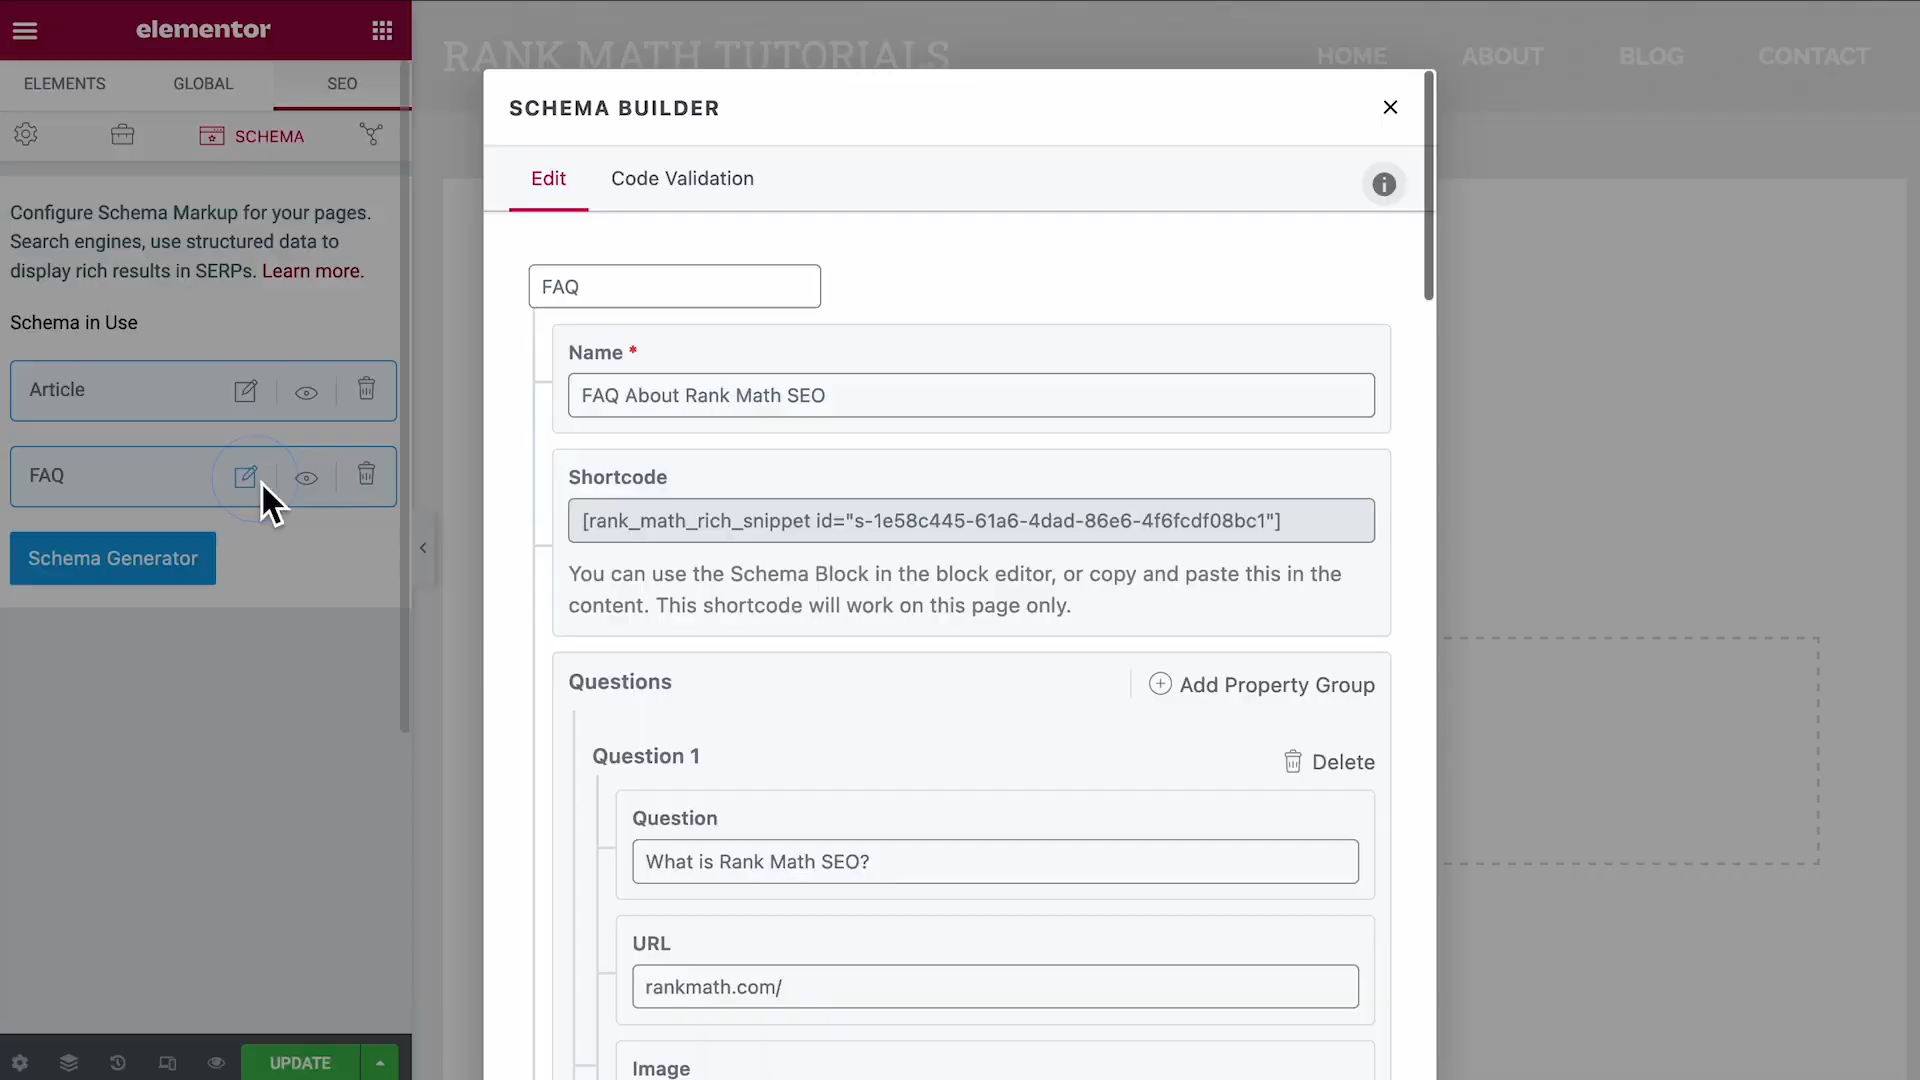 elementor
ELEMENTS GLOBAL SEO
SCHEMA
Configure Schema Markup for your pages.
Search engines, use structured data to
display rich results in SERPs. Learn more.
Schema in Use
Article
FAQ
Schema Generator
UPDATE
RANK MATH TUTORIALS
HOME ABOUT BLOG CONTACT
SCHEMA BUILDER
Edit Code Validation
FAQ
Name *
FAQ About Rank Math SEO
Shortcode
[rank_math_rich_snippet id="s-1e58c445-61a6-4dad-86e6-4f6fcdf08bc1"]
You can use the Schema Block in the block editor, or copy and paste this in the
content. This shortcode will work on this page only.
Questions Add Property Group
Question 1 Delete
Question
What is Rank Math SEO?
URL
rankmath.com/
Image